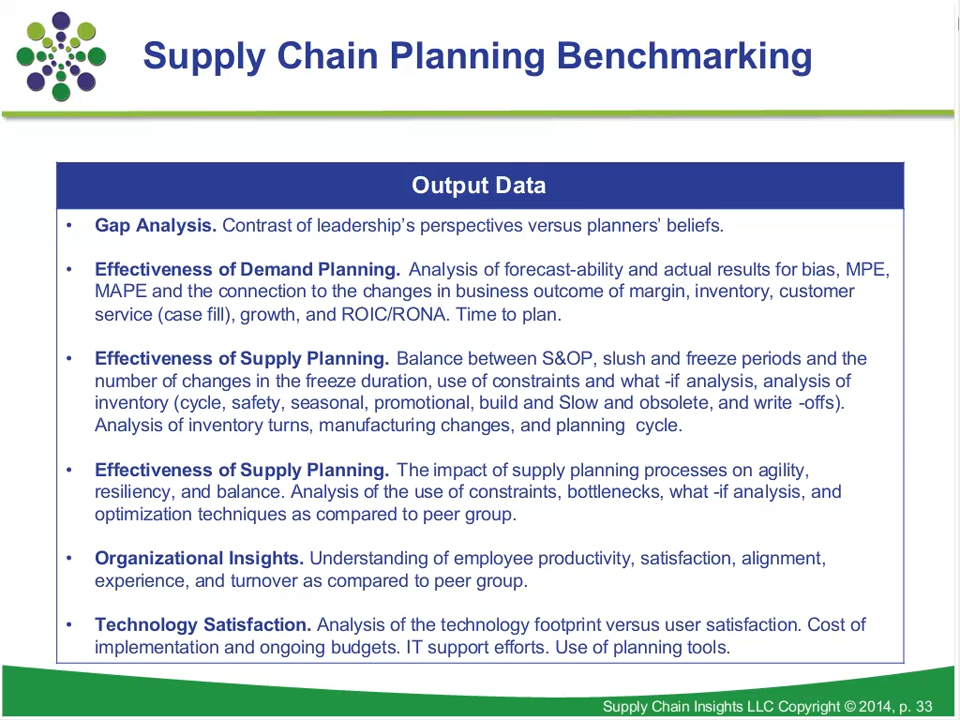 Supply Chain Planning Benchmarking
Output Data
• Gap Analysis. Contrast of leadership’s perspectives versus planners’ beliefs.
• Effectiveness of Demand Planning. Analysis of forecast-ability and actual results for bias, MPE,
MAPE and the connection to the changes in business outcome of margin, inventory, customer
service (case fill), growth, and ROIC/RONA. Time to plan.
• Effectiveness of Supply Planning. Balance between S&OP, slush and freeze periods and the
number of changes in the freeze duration, use of constraints and what -if analysis, analysis of
inventory (cycle, safety, seasonal, promotional, build and Slow and obsolete, and write -offs).
Analysis of inventory turns, manufacturing changes, and planning cycle.
• Effectiveness of Supply Planning. The impact of supply planning processes on agility,
resiliency, and balance. Analysis of the use of constraints, bottlenecks, what -if analysis, and
optimization techniques as compared to peer group.
• Organizational Insights. Understanding of employee productivity, satisfaction, alignment,
experience, and turnover as compared to peer group.
• Technology Satisfaction. Analysis of the technology footprint versus user satisfaction. Cost of
implementation and ongoing budgets. IT support efforts. Use of planning tools.
Supply Chain Insights LLC Copyright © 2014, p. 33